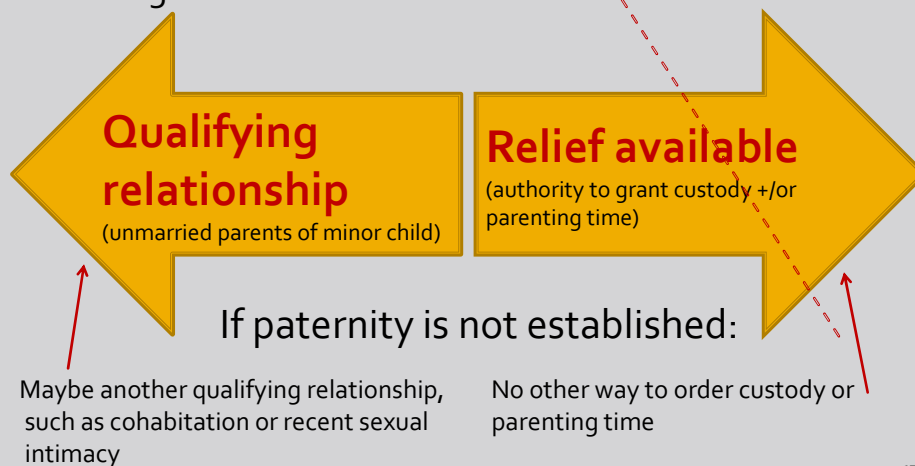 Qualifying
relationship
(unmarried parents of minor child)
Relief available
(authority to grant custody +/or
parenting time)
If paternity is not established:
Maybe another qualifying relationship,
such as cohabitation or recent sexual
intimacy
No other way to order custody or
parenting time